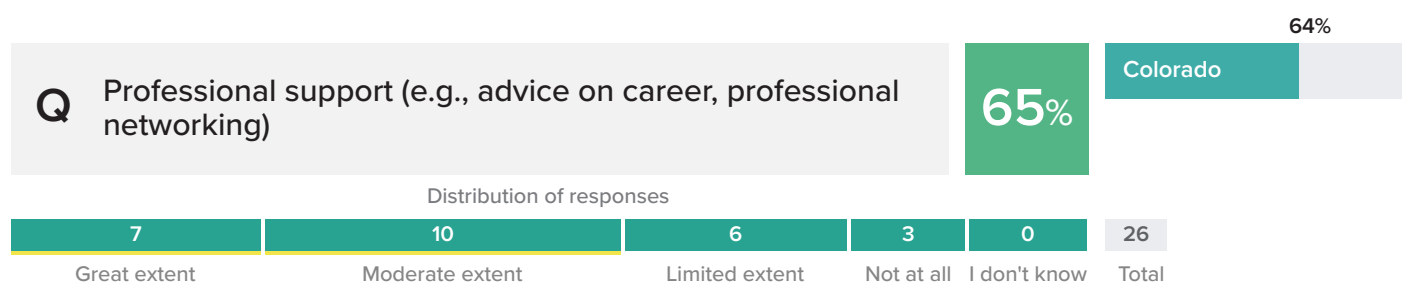 64%
Q
Professional support (e.g., advice on career, professional
networking)
65%
Colorado
Distribution of responses
7 10 6 3 0 26
Great extent Moderate extent Limited extent Not at all I don't know Total